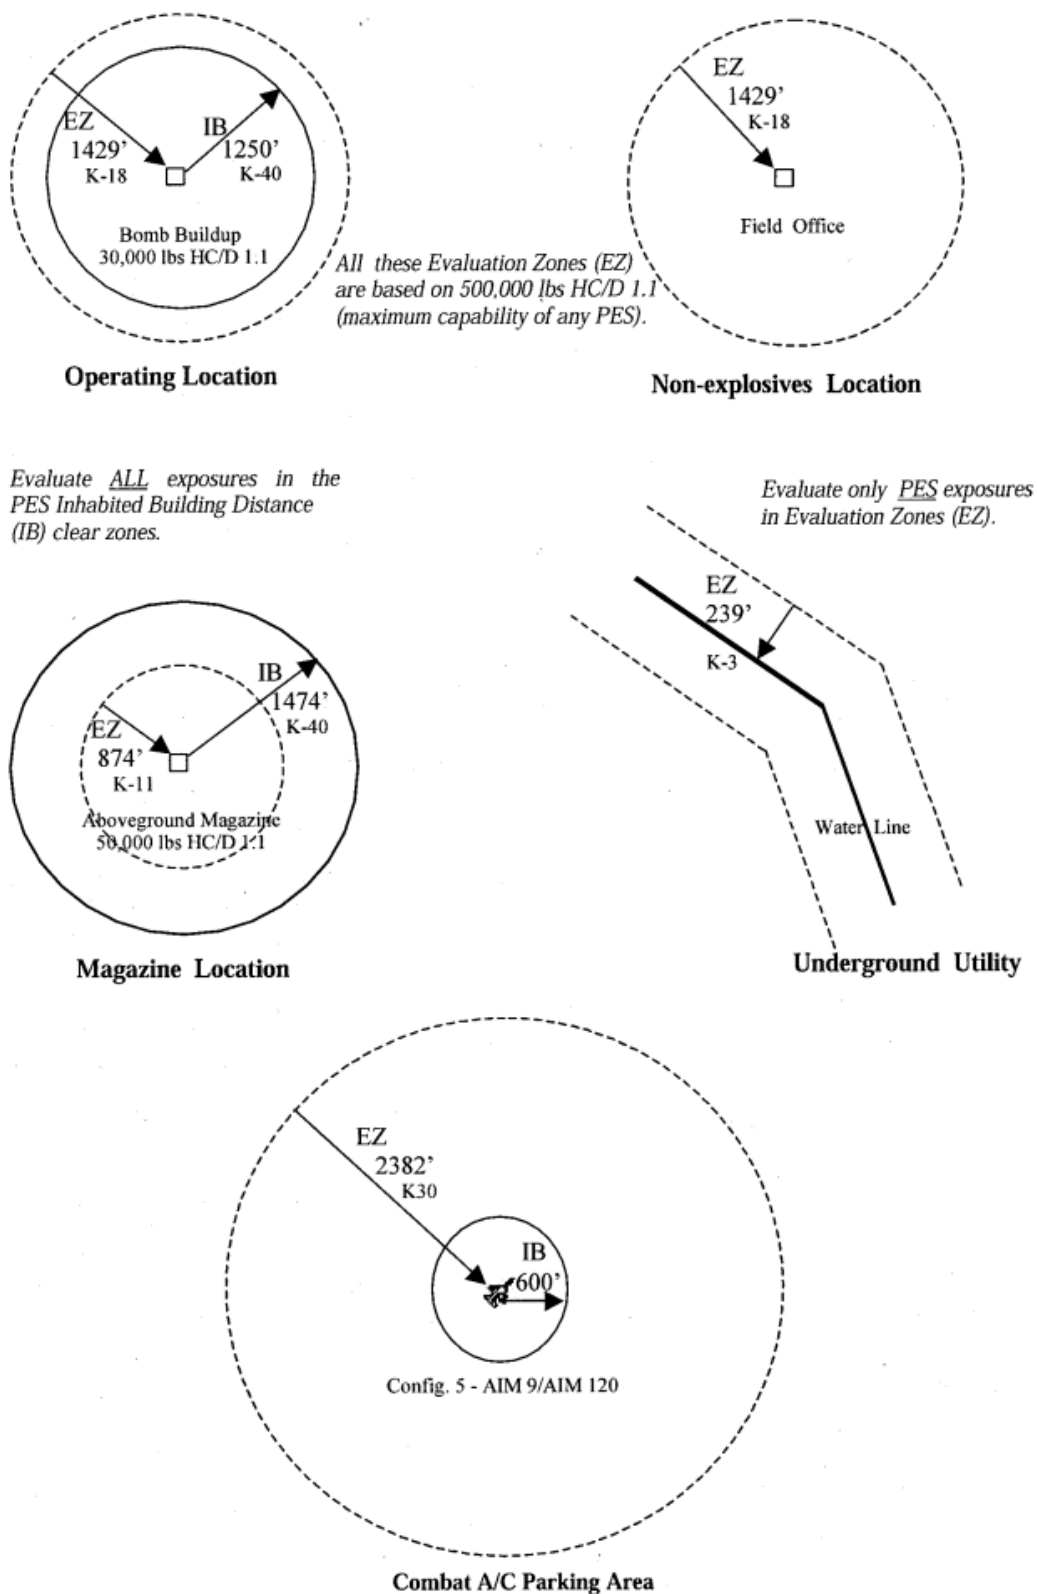 EZ
1429'
K-18
IB
1250'
K-40
Bomb Buildup
30,000 lbs HC/D 1.1
Operating Location
EZ
1429'
K-18
Field Office
Non-explosives Location
All these Evaluation Zones (EZ)
are based on 500,000 lbs HC/D 1.1
(maximum capability of any PES).
Evaluate ALL exposures in the
PES Inhabited Building Distance
(IB) clear zones.
Evaluate only PES exposures
in Evaluation Zones (EZ).
EZ
874'
K-11
IB
1474'
K-40
Aboveground Magazine
50,000 lbs HC/D 1.1
Magazine Location
EZ
239'
K-3
Water Line
Underground Utility
EZ
2382'
K30
IB
600'
Config. 5 - AIM 9/AIM 120
Combat A/C Parking Area